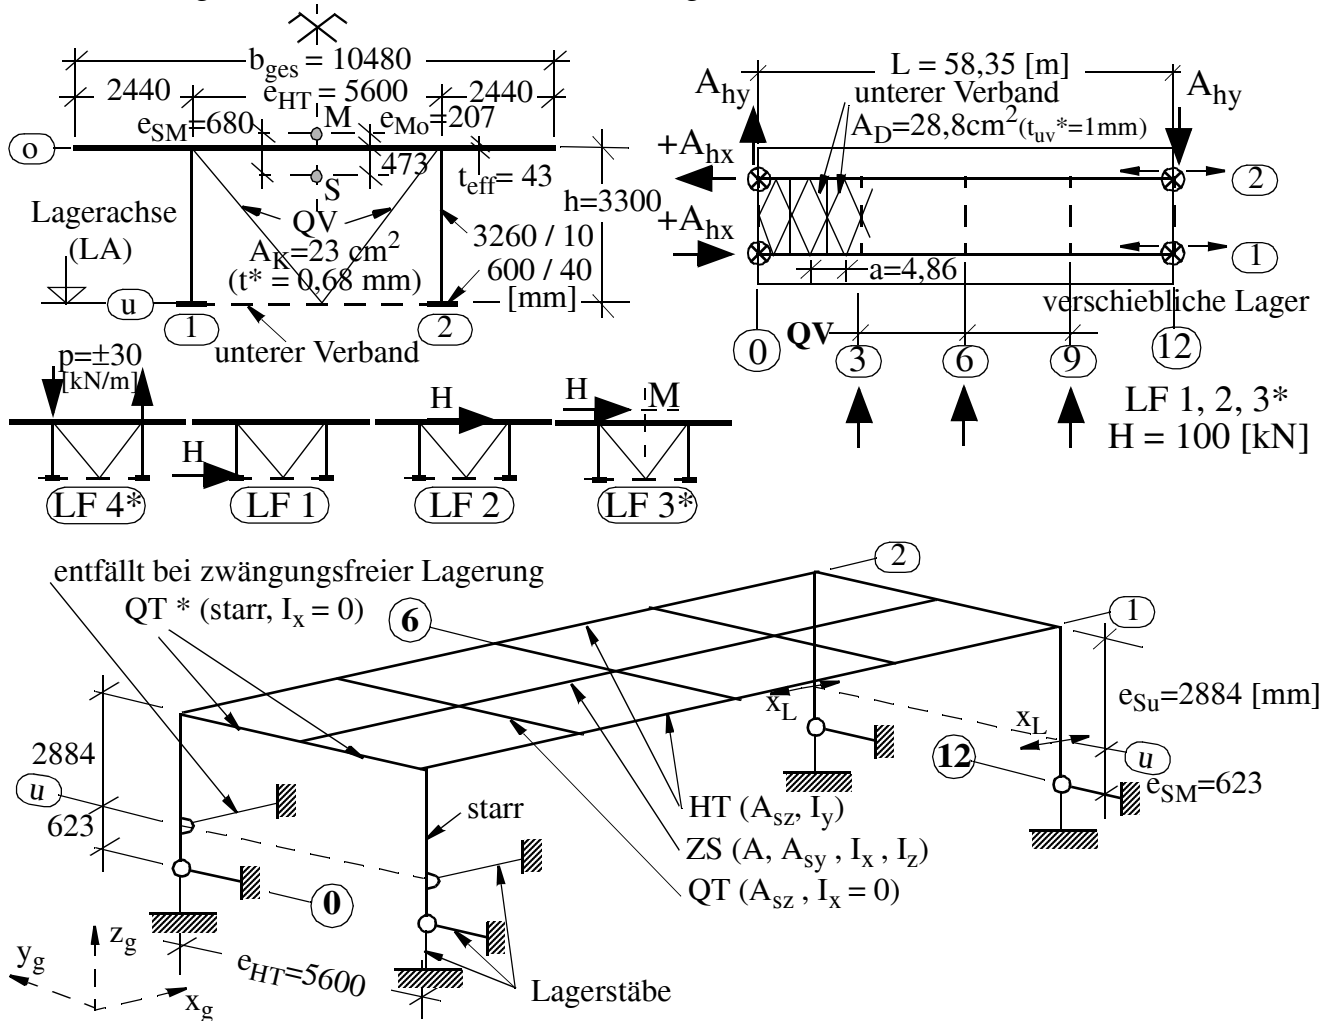 b_ges = 10480
2440
e_HT = 5600
2440
e_SM=680
M
e_Mo=207
o
473
t_eff= 43
S
h=3300
Lagerachse
(LA)
QV
A_K=23 cm²
(t* = 0,68 mm)
3260 / 10
600 / 40
[mm]
u
1
2
unterer Verband
L = 58,35 [m]
A_hy
A_hy
unterer Verband
A_D=28,8cm² (t_uv*=1mm)
+A_hx
2
+A_hx
1
a=4,86
verschiebliche Lager
0
QV
3
6
9
12
LF 1, 2, 3*
H = 100 [kN]
p=±30
[kN/m]
H
H
H
M
LF 4*
LF 1
LF 2
LF 3*
entfällt bei zwängungsfreier Lagerung
QT * (starr, I_x = 0)
6
2
1
e_Su=2884 [mm]
x_L
x_L
2884
u
12
u
623
e_SM=623
starr
HT (A_sz, I_y)
ZS (A, A_sy , I_x , I_z)
QT (A_sz , I_x = 0)
0
z_g
y_g
x_g
e_HT=5600
Lagerstäbe